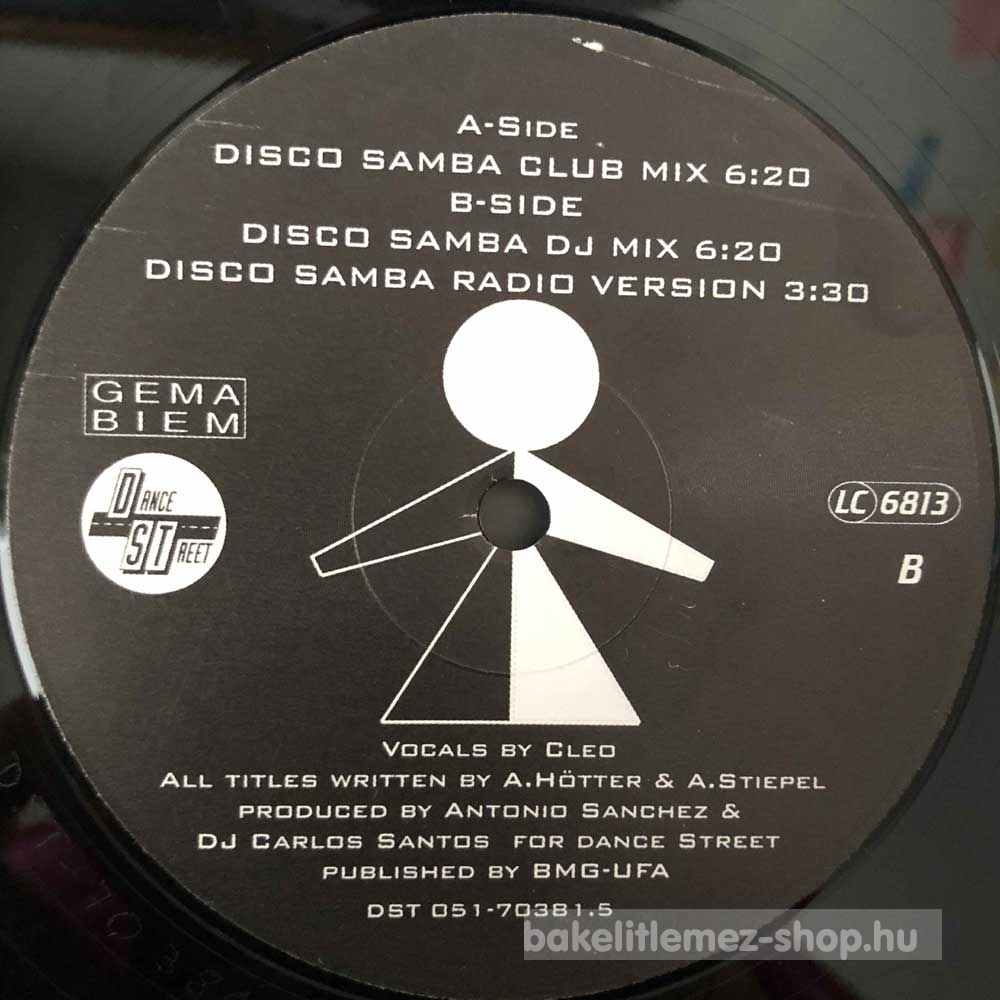 A-SIDE
DISCO SAMBA CLUB MIX 6:20
B-SIDE
DISCO SAMBA DJ MIX 6:20
DISCO SAMBA RADIO VERSION 3:30
GEMA
BIEM
DANCE
STREET
LC 6813
B
VOCALS BY CLEO
ALL TITLES WRITTEN BY A.HÖTTER & A.STIEPEL
PRODUCED BY ANTONIO SANCHEZ &
DJ CARLOS SANTOS FOR DANCE STREET
PUBLISHED BY BMG-UFA
DST 051-70381.5
bakelitlemez-shop.hu